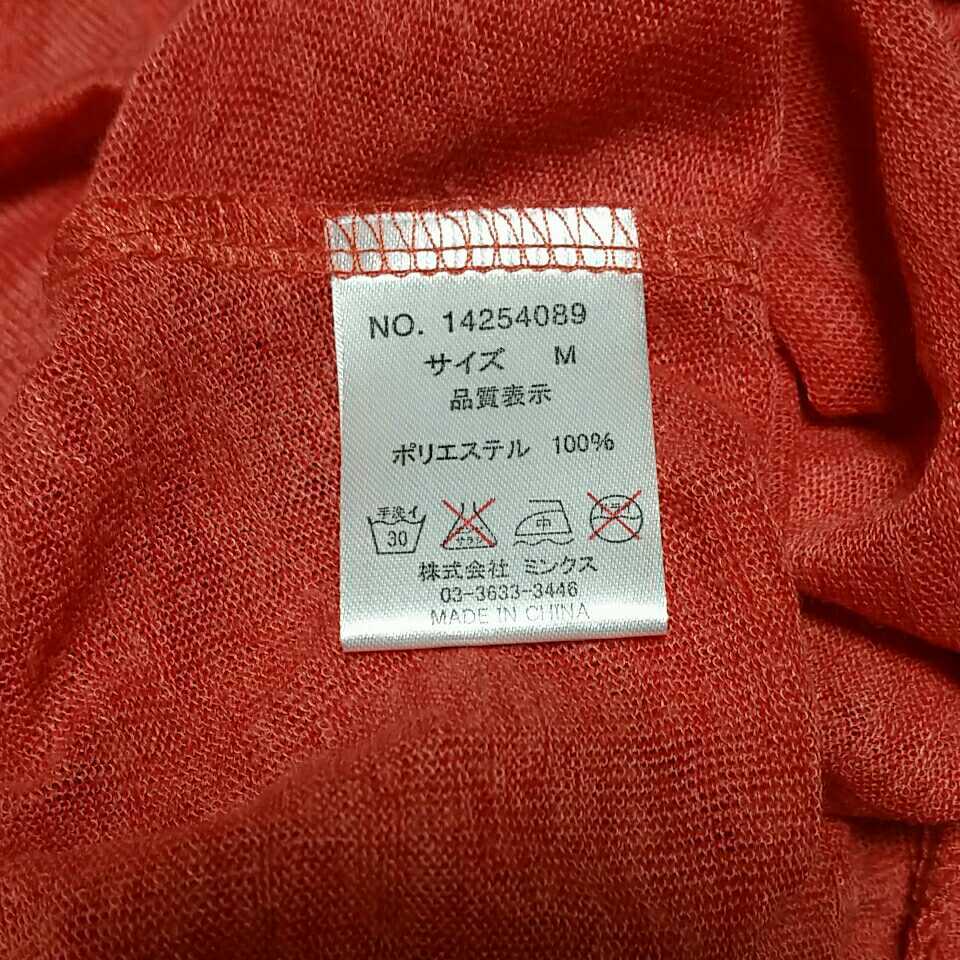 NO. 14254089
サイズ M
品質表示
ポリエステル 100%
手洗イ 30 中
株式会社 ミンクス
03-3633-3446
MADE IN CHINA